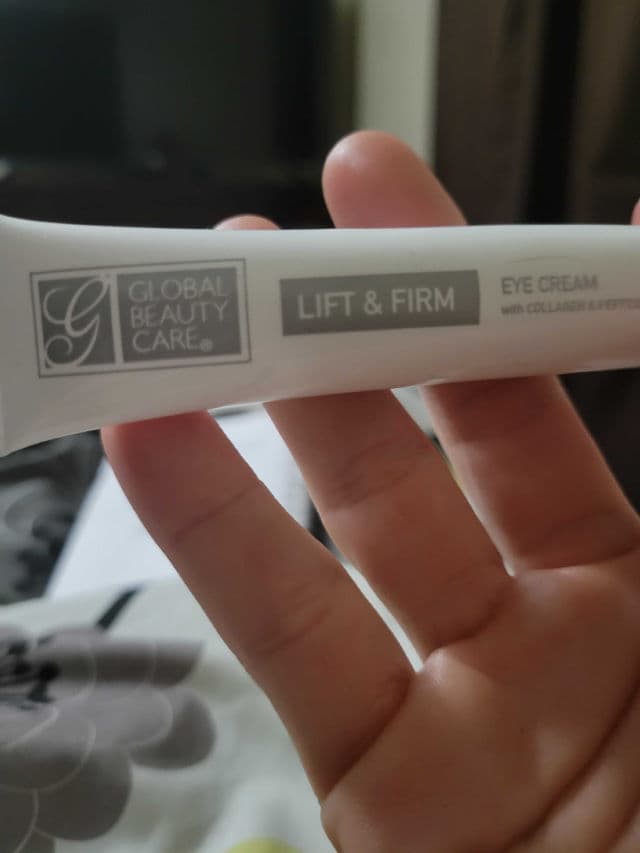 G
GLOBAL
BEAUTY
CARE®
LIFT & FIRM
EYE CREAM
with COLLAGEN &